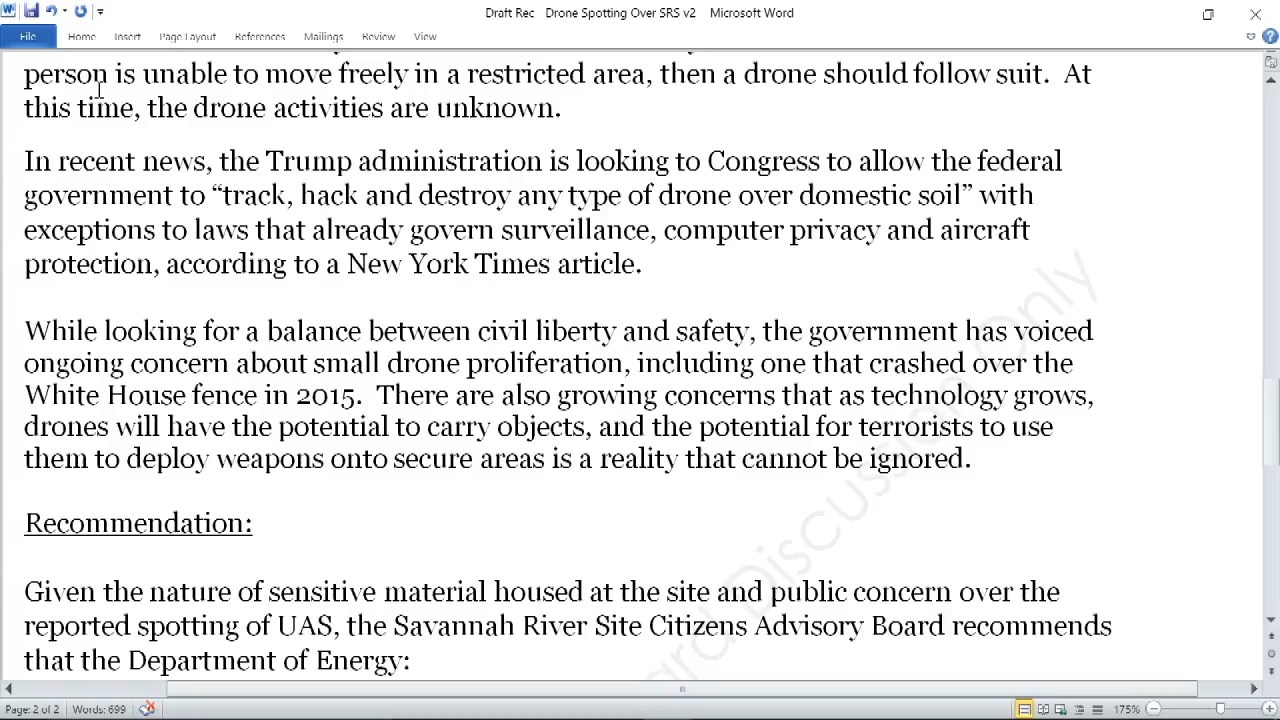 Draft Rec   Drone Spotting Over SRS v2    Microsoft Word
File Home Insert Page Layout References Mailings Review View
person is unable to move freely in a restricted area, then a drone should follow suit.  At
this time, the drone activities are unknown.
In recent news, the Trump administration is looking to Congress to allow the federal
government to “track, hack and destroy any type of drone over domestic soil” with
exceptions to laws that already govern surveillance, computer privacy and aircraft
protection, according to a New York Times article.
While looking for a balance between civil liberty and safety, the government has voiced
ongoing concern about small drone proliferation, including one that crashed over the
White House fence in 2015.  There are also growing concerns that as technology grows,
drones will have the potential to carry objects, and the potential for terrorists to use
them to deploy weapons onto secure areas is a reality that cannot be ignored.
Recommendation:
Given the nature of sensitive material housed at the site and public concern over the
reported spotting of UAS, the Savannah River Site Citizens Advisory Board recommends
that the Department of Energy:
Discussion Only
Page: 2 of 2 Words: 699 175%